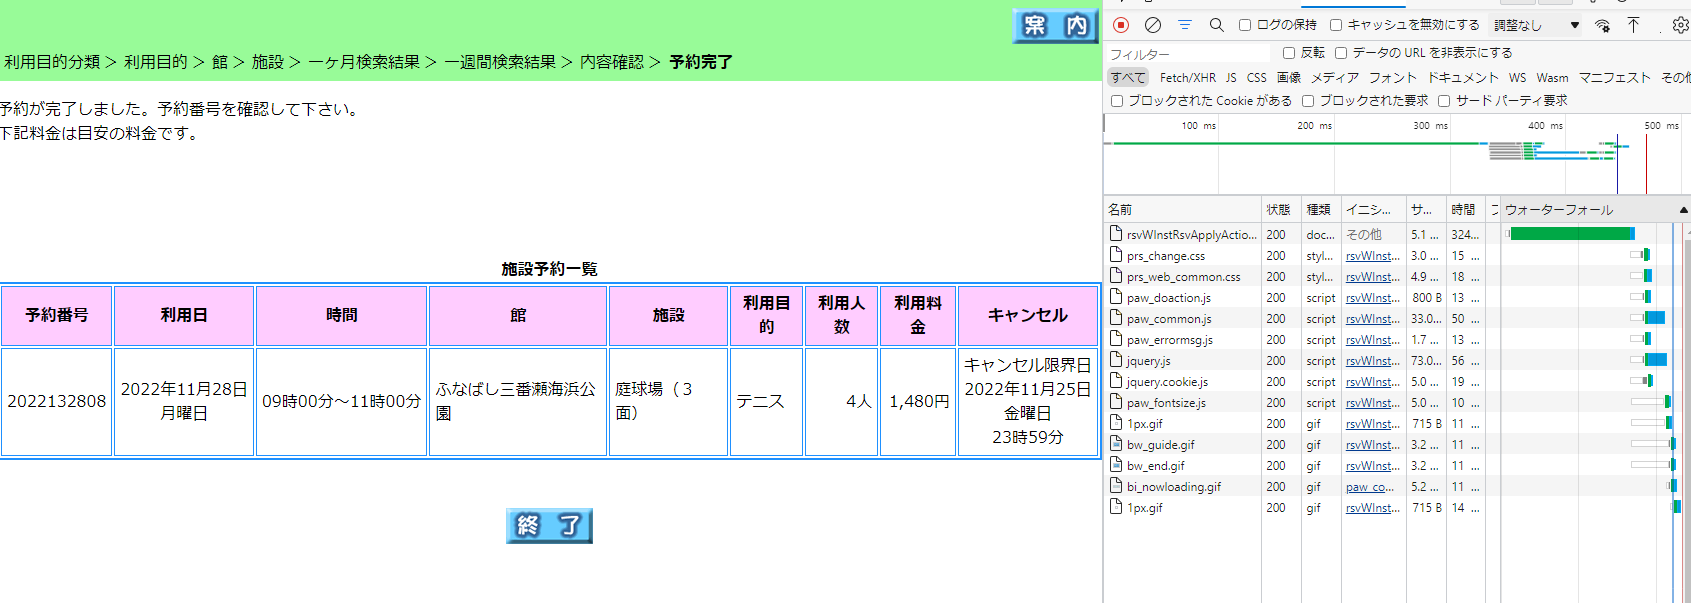 案 内
利用目的分類 > 利用目的 > 館 > 施設 > 一ヶ月検索結果 > 一週間検索結果 > 内容確認 > 予約完了
予約が完了しました。予約番号を確認して下さい。
下記料金は目安の料金です。
施設予約一覧
予約番号 利用日 時間 館 施設 利用目的 利用人数 利用料金 キャンセル
2022132808 2022年11月28日 月曜日 09時00分～11時00分 ふなばし三番瀬海浜公園 庭球場（３面） テニス 4人 1,480円 キャンセル限界日 2022年11月25日 金曜日 23時59分
終 了
ログの保持 キャッシュを無効にする 調整なし
フィルター 反転 データの URL を非表示にする
すべて Fetch/XHR JS CSS 画像 メディア フォント ドキュメント WS Wasm マニフェスト その他
ブロックされた Cookie がある ブロックされた要求 サード パーティ要求
100 ms 200 ms 300 ms 400 ms 500 ms
名前 状態 種類 イニシ... サ... 時間 ウォーターフォール
rsvWInstRsvApplyActio... 200 doc... その他 5.1 ... 324...
prs_change.css 200 styl... rsvWInst... 3.0 ... 15 ...
prs_web_common.css 200 styl... rsvWInst... 4.9 ... 18 ...
paw_doaction.js 200 script rsvWInst... 800 B 13 ...
paw_common.js 200 script rsvWInst... 33.0... 50 ...
paw_errormsg.js 200 script rsvWInst... 1.7 ... 13 ...
jquery.js 200 script rsvWInst... 73.0... 56 ...
jquery.cookie.js 200 script rsvWInst... 5.0 ... 19 ...
paw_fontsize.js 200 script rsvWInst... 5.0 ... 10 ...
1px.gif 200 gif rsvWInst... 715 B 11 ...
bw_guide.gif 200 gif rsvWInst... 3.2 ... 11 ...
bw_end.gif 200 gif rsvWInst... 3.2 ... 11 ...
bi_nowloading.gif 200 gif paw_co... 5.2 ... 11 ...
1px.gif 200 gif rsvWInst... 715 B 14 ...